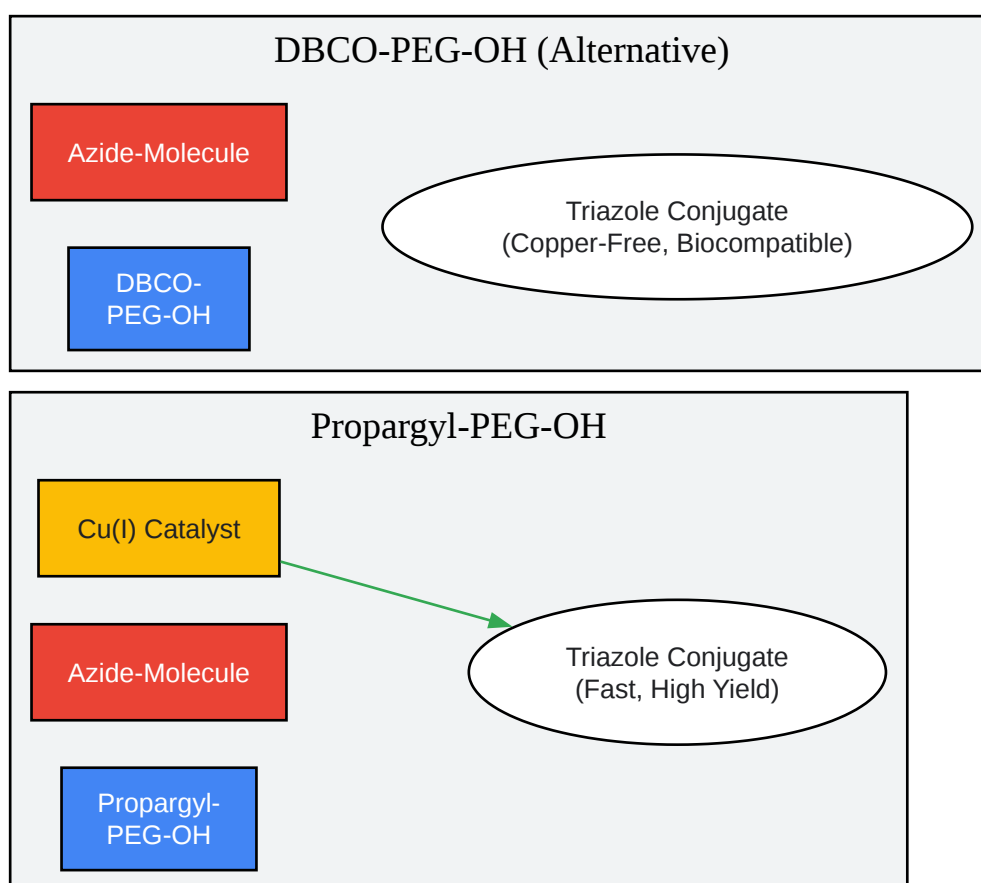 DBCO-PEG-OH (Alternative)
Azide-Molecule
Triazole Conjugate
(Copper-Free, Biocompatible)
DBCO-
PEG-OH
Propargyl-PEG-OH
Cu(I) Catalyst
Azide-Molecule
Triazole Conjugate
(Fast, High Yield)
Propargyl-
PEG-OH